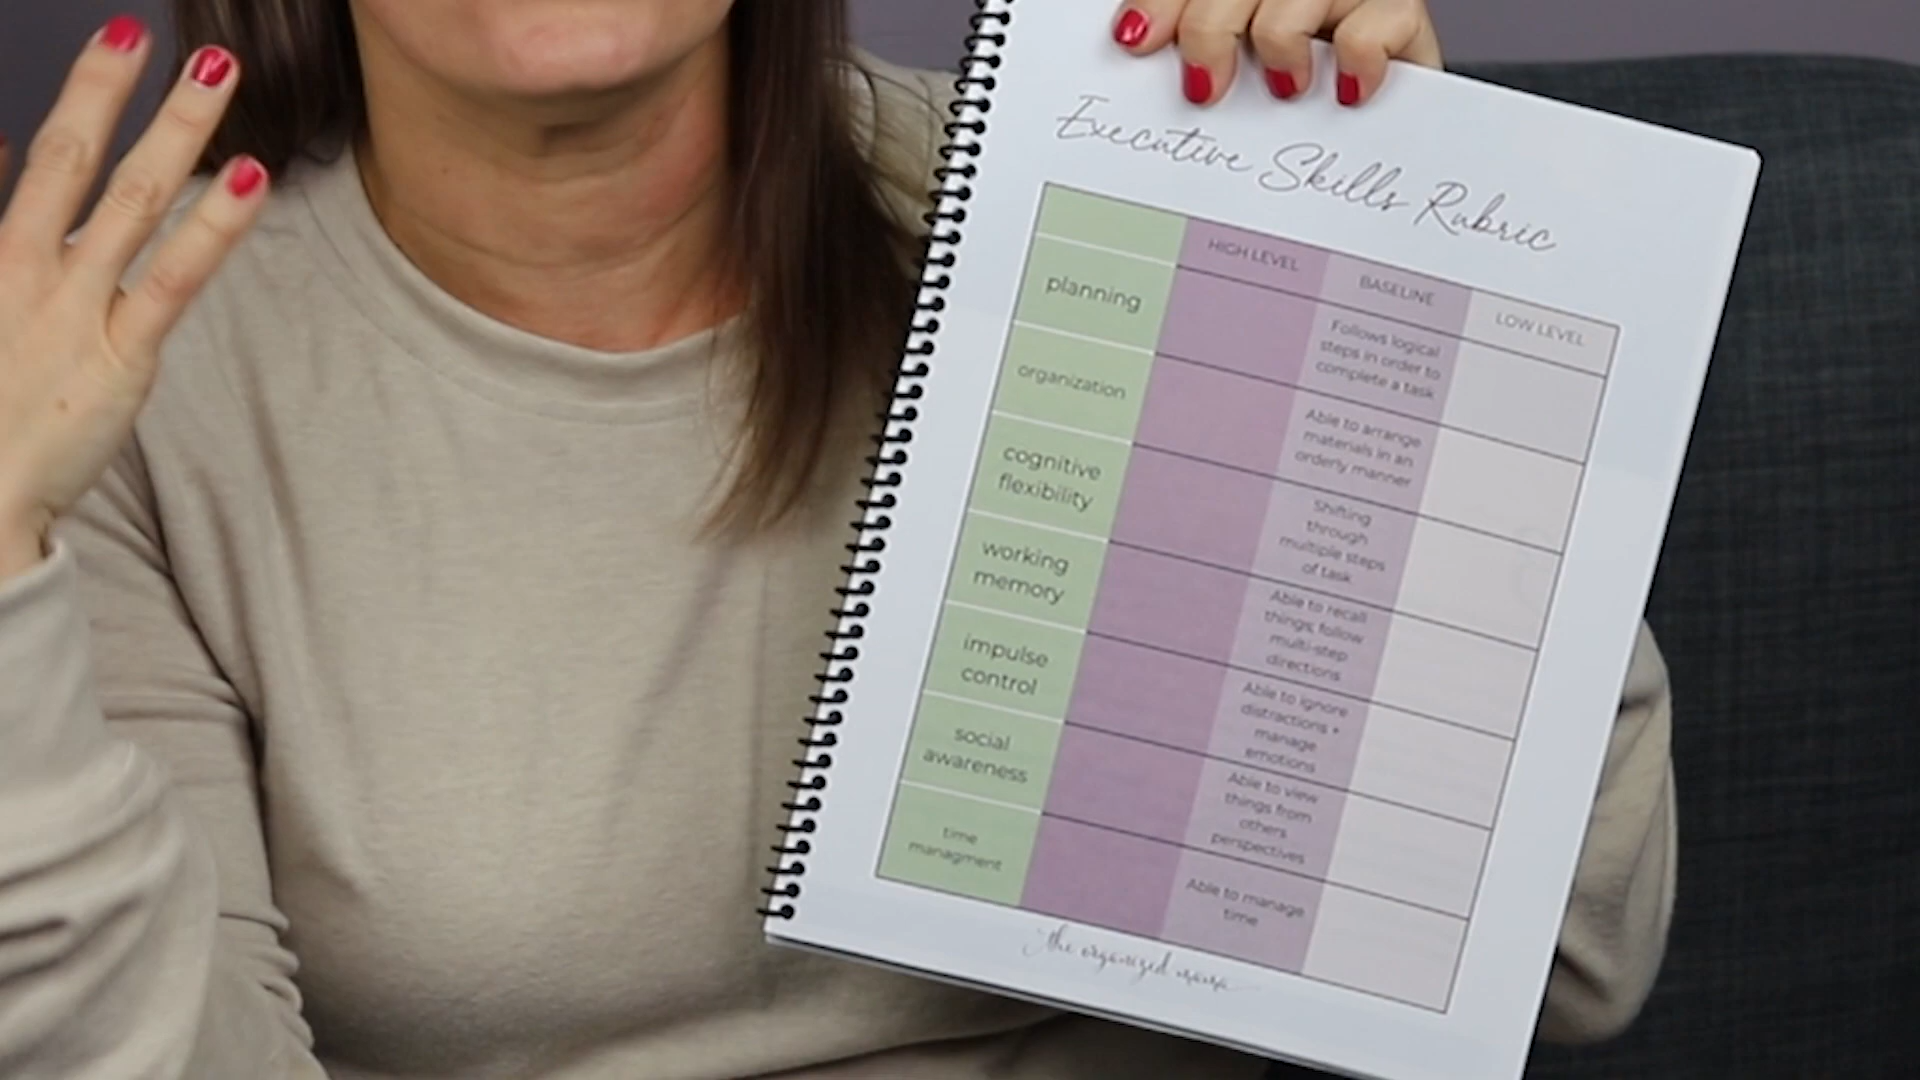 Executive Skills Rubric
HIGH LEVEL
BASELINE
LOW LEVEL
planning
Follows logical
steps in order to
complete a task
organization
Able to arrange
materials in an
orderly manner
cognitive
flexibility
Shifting
through
multiple steps
of task
working
memory
Able to recall
things, follow
multi-step
directions
impulse
control
Able to ignore
distractions +
manage
emotions
social
awareness
Able to view
things from
others
perspectives
time
managment
Able to manage
time
the organized mama